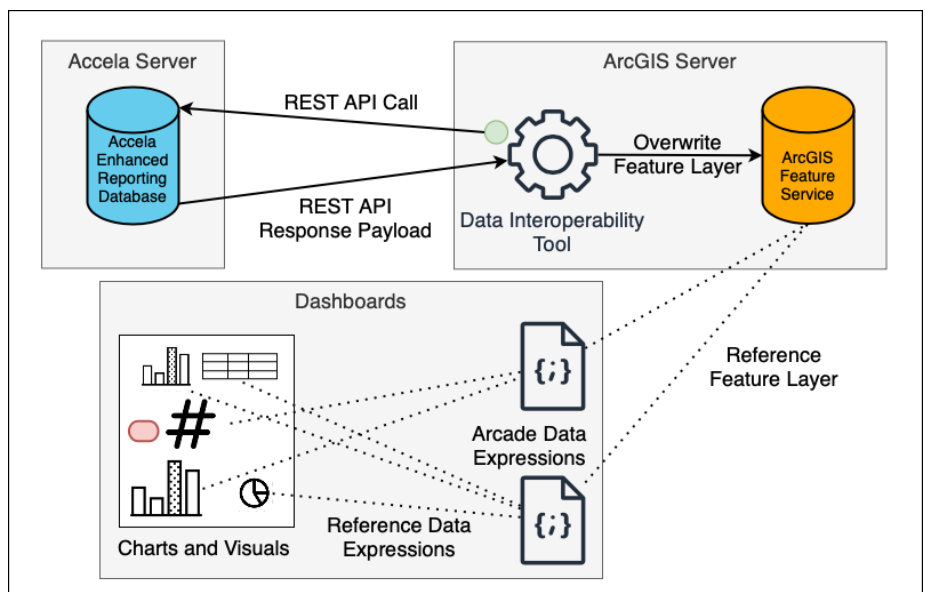 Accela Server
ArcGIS Server
REST API Call
Accela
Enhanced
Reporting
Database
Overwrite
Feature Layer
ArcGIS
Feature
Service
REST API
Response Payload
Data Interoperability
Tool
Dashboards
{;}
Reference
Feature Layer
#
Arcade Data
Expressions
{;}
Reference Data
Expressions
Charts and Visuals